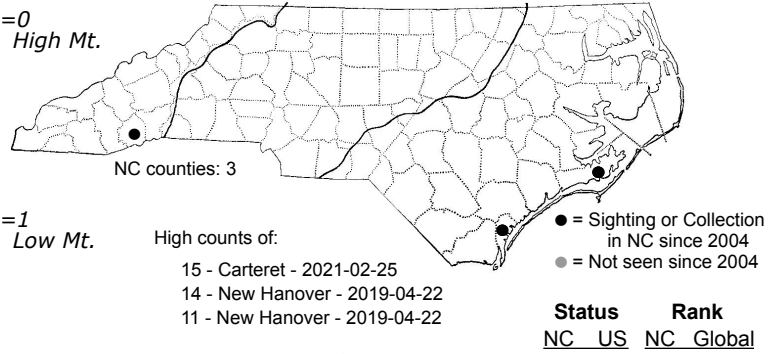 =0
High Mt.
NC counties: 3
=1
Low Mt.
High counts of:
15 - Carteret - 2021-02-25
14 - New Hanover - 2019-04-22
11 - New Hanover - 2019-04-22
● = Sighting or Collection
in NC since 2004
● = Not seen since 2004
Status Rank
NC US NC Global